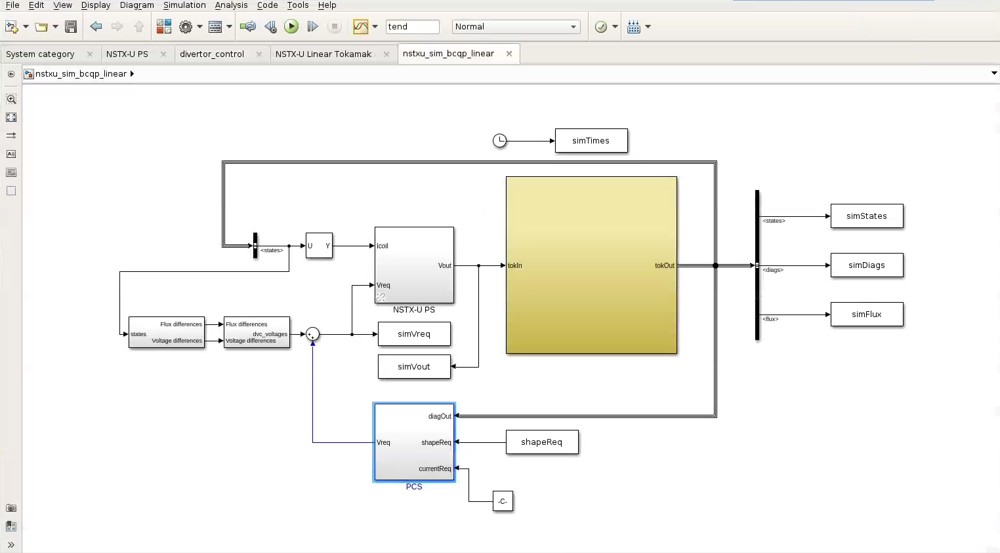 File Edit View Display Diagram Simulation Analysis Code Tools Help
tend Normal
System category NSTX-U PS divertor_control NSTX-U Linear Tokamak nstxu_sim_bcqp_linear
nstxu_sim_bcqp_linear
simTimes
simStates
<states>
<states>
U Y
Icoil
Vout
Vreq
NSTX-U PS
tokIn
tokOut
simDiags
<diags>
simFlux
<flux>
states
Flux differences
Voltage differences
Flux differences
Voltage differences
dvc_voltages
simVreq
simVout
diagOut
Vreq
shapeReq
currentReq
PCS
shapeReq
-C-